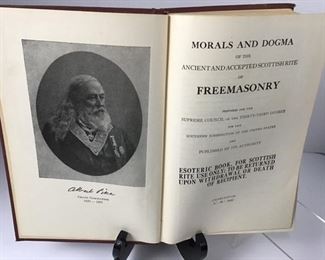 Albert Pike
GRAND COMMANDER
MORALS AND DOGMA
OF THE
ANCIENT AND ACCEPTED SCOTTISH RITE
OF
FREEMASONRY
PREPARED FOR THE
SUPREME COUNCIL OF THE THIRTY-THIRD DEGREE
FOR THE
SOUTHERN JURISDICTION OF THE UNITED STATES
AND
PUBLISHED BY ITS AUTHORITY
ESOTERIC BOOK, FOR SCOTTISH
RITE USE ONLY; TO BE RETURNED
UPON WITHDRAWAL OR DEATH
OF RECIPIENT.